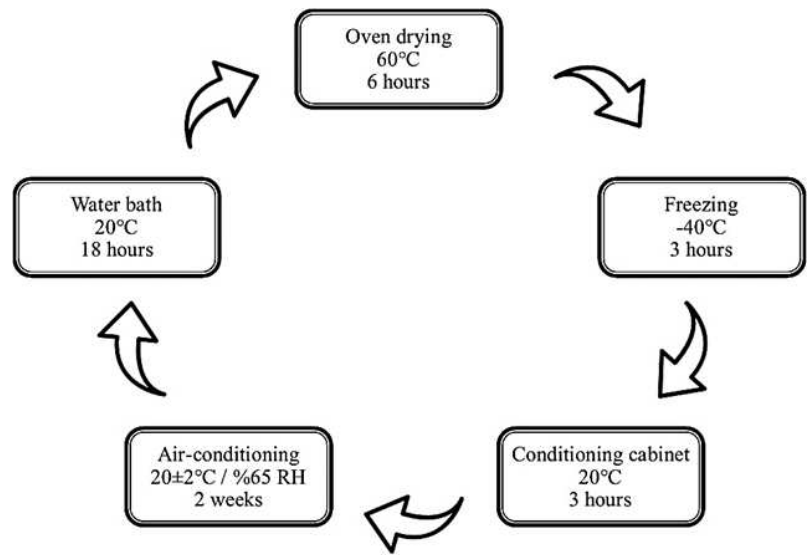 Oven drying
60°C
6 hours
Water bath
20°C
18 hours
Freezing
-40°C
3 hours
Air-conditioning
20±2°C / %65 RH
2 weeks
Conditioning cabinet
20°C
3 hours